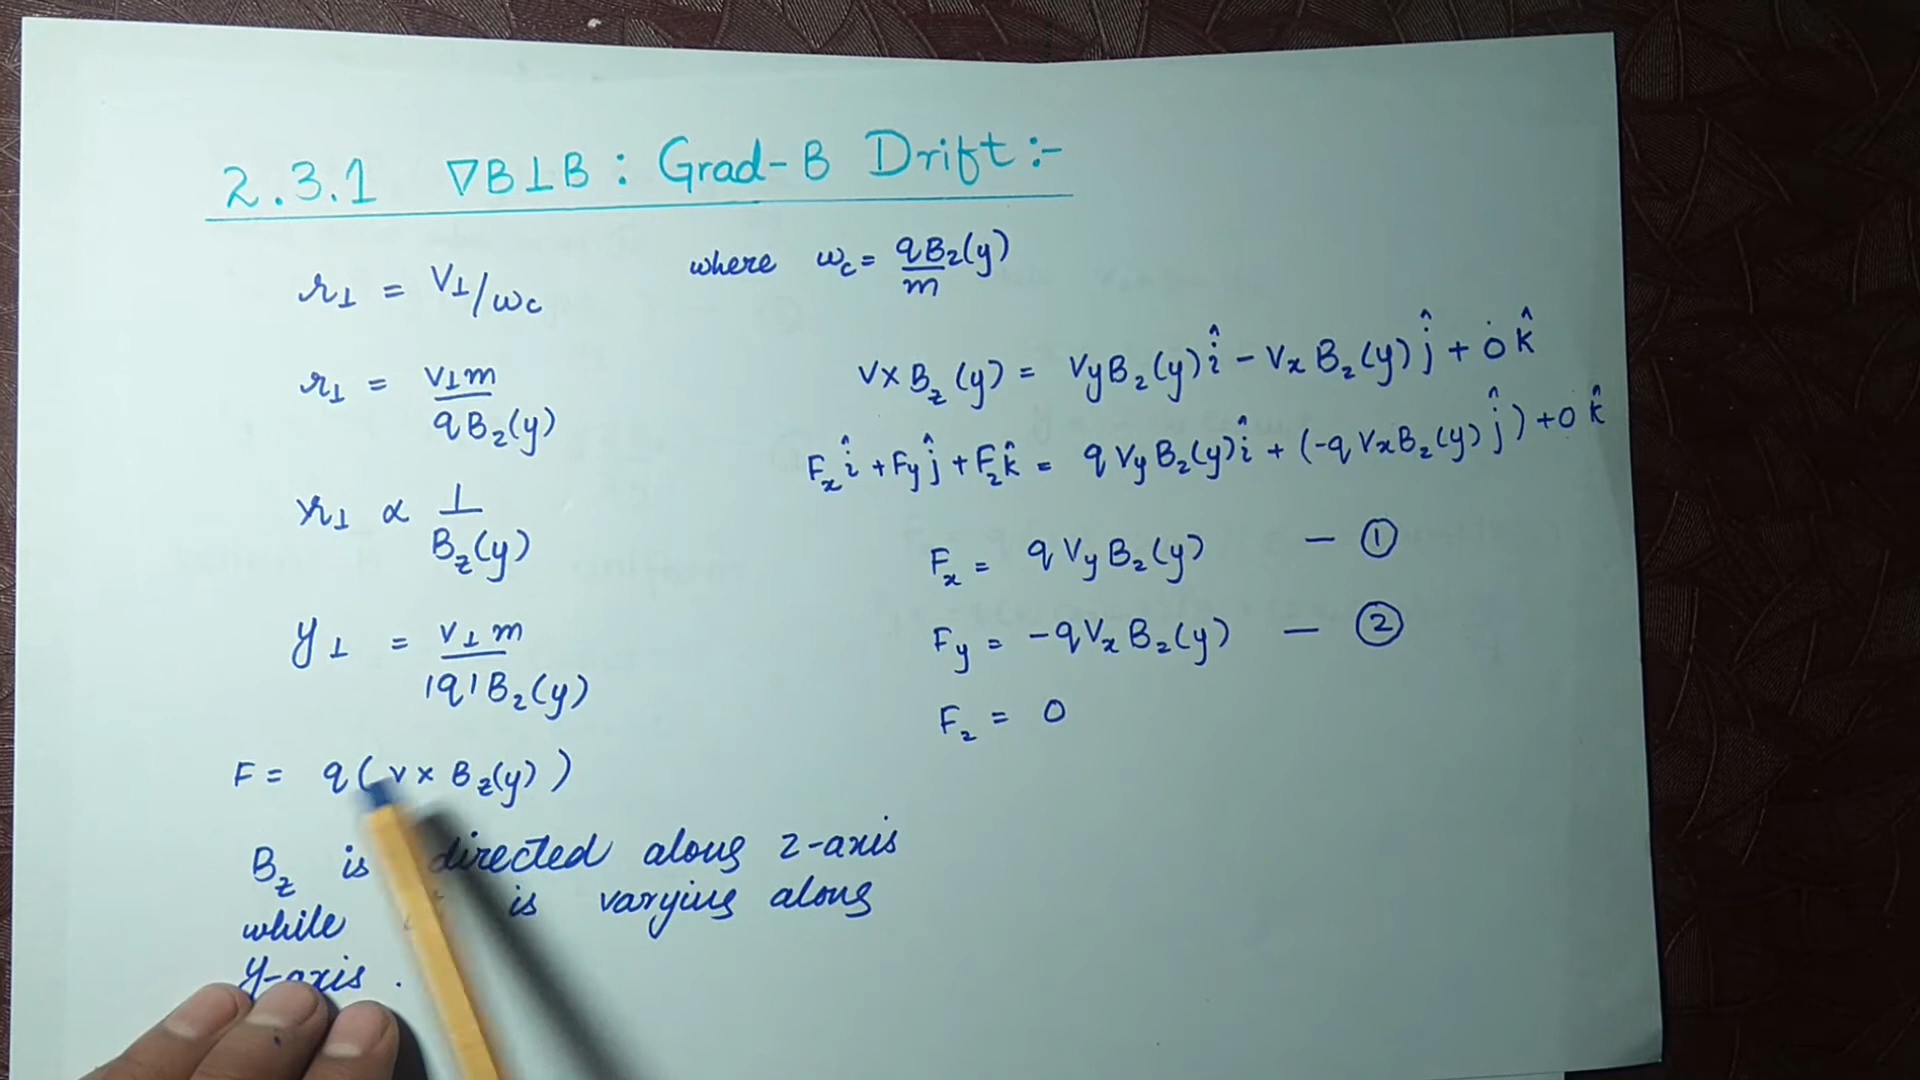 2.3.1 ∇B⊥B : Grad-B Drift :-
r⊥ = V⊥/ωc where ωc = qBz(y)/m
r⊥ = V⊥m / qBz(y)
r⊥ ∝ 1 / Bz(y)
r⊥ = V⊥m / |q|Bz(y)
F = q(V×Bz(y))
Bz is directed along z-axis
while is varying along
y-axis.
V×Bz(y) = VyBz(y)î - VxBz(y)ĵ + 0k̂
Fxî + Fyĵ + Fzk̂ = qVyBz(y)î + (-qVxBz(y)ĵ) + 0k̂
Fx = qVyBz(y) — ①
Fy = -qVxBz(y) — ②
Fz = 0